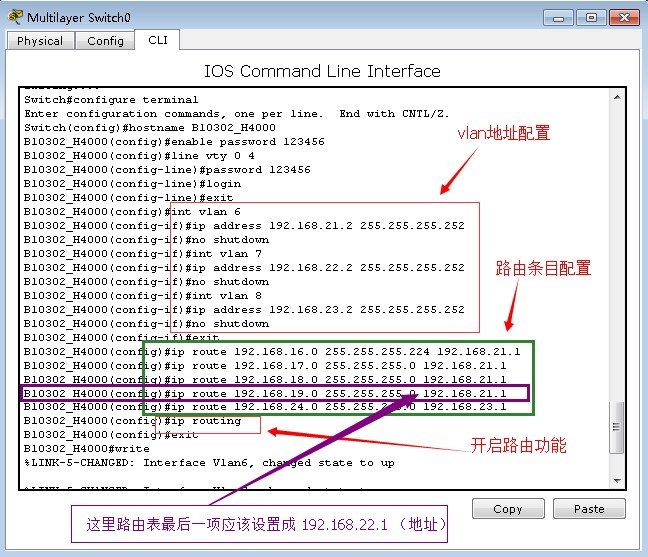 Multilayer Switch0
Physical Config CLI
IOS Command Line Interface
Switch#configure terminal
Enter configuration commands, one per line. End with CNTL/Z.
Switch(config)#hostname B10302_H4000
B10302_H4000(config)#enable password 123456
B10302_H4000(config)#line vty 0 4
B10302_H4000(config-line)#password 123456
B10302_H4000(config-line)#login
B10302_H4000(config-line)#exit
B10302_H4000(config)#int vlan 6
B10302_H4000(config-if)#ip address 192.168.21.2 255.255.255.252
B10302_H4000(config-if)#no shutdown
B10302_H4000(config-if)#int vlan 7
B10302_H4000(config-if)#ip address 192.168.22.2 255.255.255.252
B10302_H4000(config-if)#no shutdown
B10302_H4000(config-if)#int vlan 8
B10302_H4000(config-if)#ip address 192.168.23.2 255.255.255.252
B10302_H4000(config-if)#no shutdown
B10302_H4000(config-if)#exit
B10302_H4000(config)#ip route 192.168.16.0 255.255.255.224 192.168.21.1
B10302_H4000(config)#ip route 192.168.17.0 255.255.255.0 192.168.21.1
B10302_H4000(config)#ip route 192.168.18.0 255.255.255.0 192.168.21.1
B10302_H4000(config)#ip route 192.168.19.0 255.255.255.0 192.168.21.1
B10302_H4000(config)#ip route 192.168.24.0 255.255.255.0 192.168.23.1
B10302_H4000(config)#ip routing
B10302_H4000(config)#exit
B10302_H4000#write
%LINK-5-CHANGED: Interface Vlan6, changed state to up
vlan地址配置
路由条目配置
开启路由功能
Copy Paste
这里路由表最后一项应该设置成 192.168.22.1 （地址）